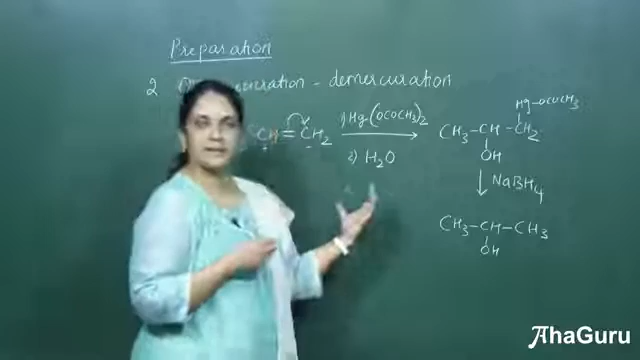 Preparation
2 demercuration
CH=CH2
1) Hg(OCOCH3)2
2) H2O
Hg-OCOCH3
CH3-CH-CH2
OH
NaBH4
CH3-CH-CH3
OH
AhaGuru